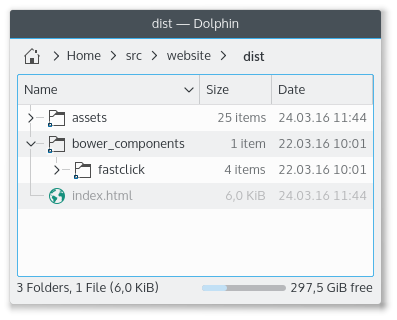 dist — Dolphin
Home > src > website > dist
Name Size Date
assets 25 items 24.03.16 11:44
bower_components 1 item 22.03.16 10:01
fastclick 4 items 22.03.16 10:01
index.html 6,0 KiB 24.03.16 11:44
3 Folders, 1 File (6,0 KiB) 297,5 GiB free